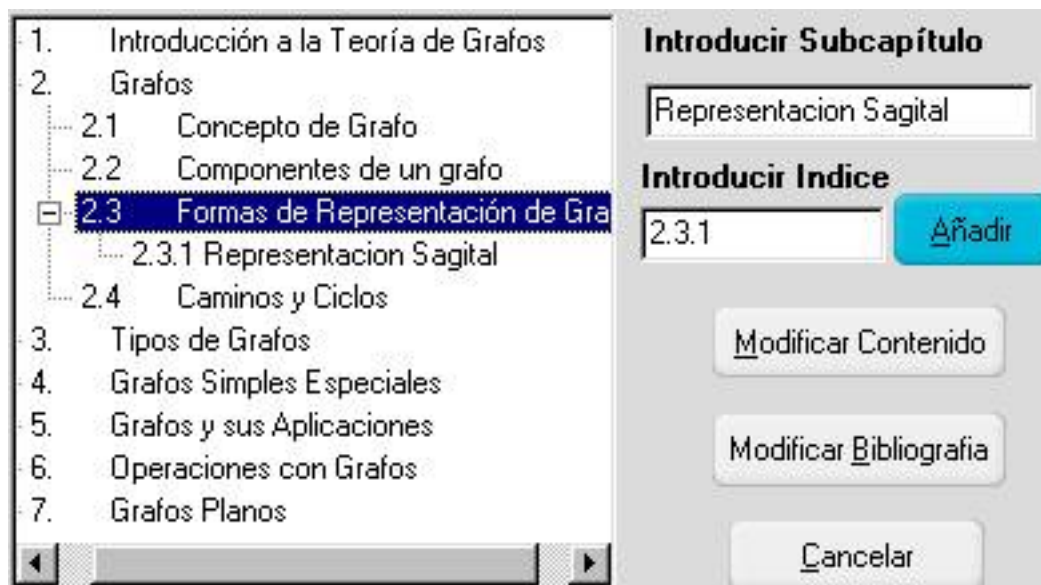 1. Introducción a la Teoría de Grafos
2. Grafos
2.1 Concepto de Grafo
2.2 Componentes de un grafo
2.3 Formas de Representación de Gra
2.3.1 Representacion Sagital
2.4 Caminos y Ciclos
3. Tipos de Grafos
4. Grafos Simples Especiales
5. Grafos y sus Aplicaciones
6. Operaciones con Grafos
7. Grafos Planos
Introducir Subcapítulo
Representacion Sagital
Introducir Indice
2.3.1
Añadir
Modificar Contenido
Modificar Bibliografia
Cancelar